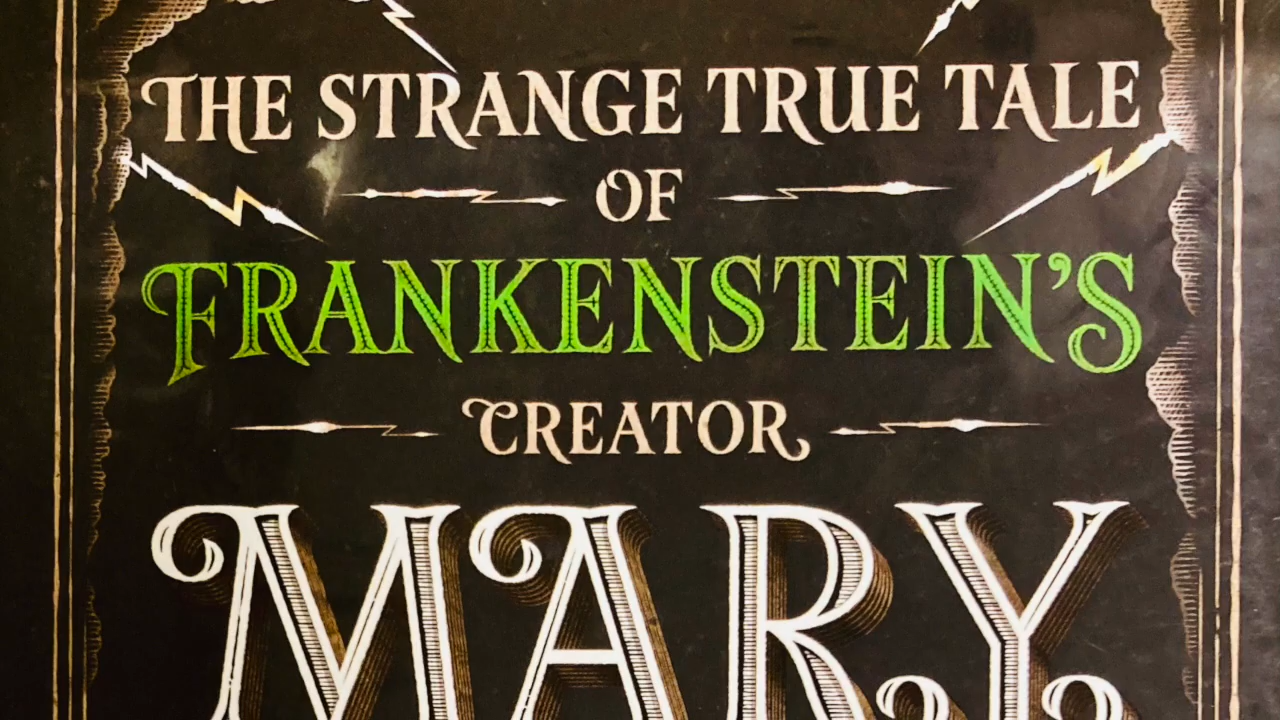 THE STRANGE TRUE TALE
OF
FRANKENSTEIN'S
CREATOR
MARY